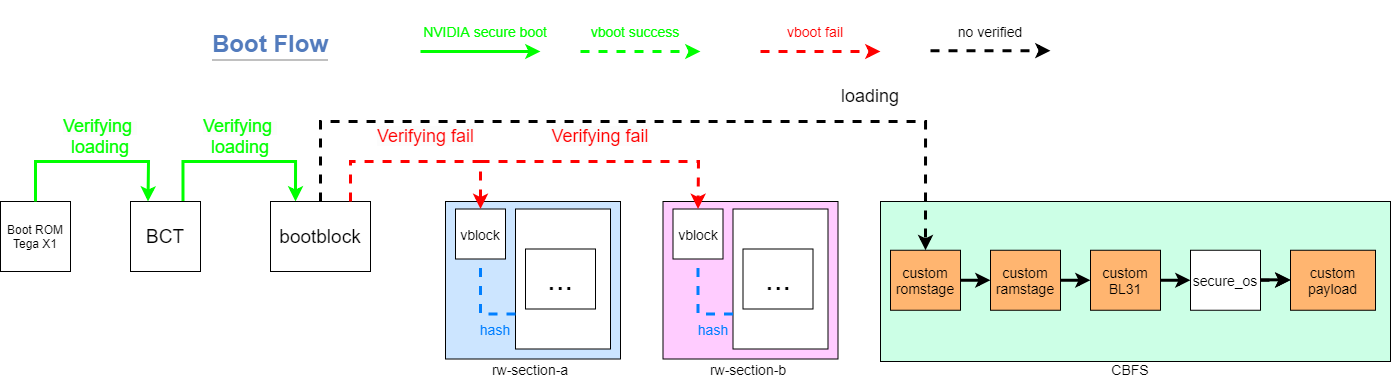 Boot Flow
NVIDIA secure boot
vboot success
vboot fail
no verified
loading
Verifying
loading
Verifying
loading
Verifying fail
Verifying fail
Boot ROM
Tega X1
BCT
bootblock
vblock
...
hash
rw-section-a
vblock
...
hash
rw-section-b
custom
romstage
custom
ramstage
custom
BL31
secure_os
custom
payload
CBFS